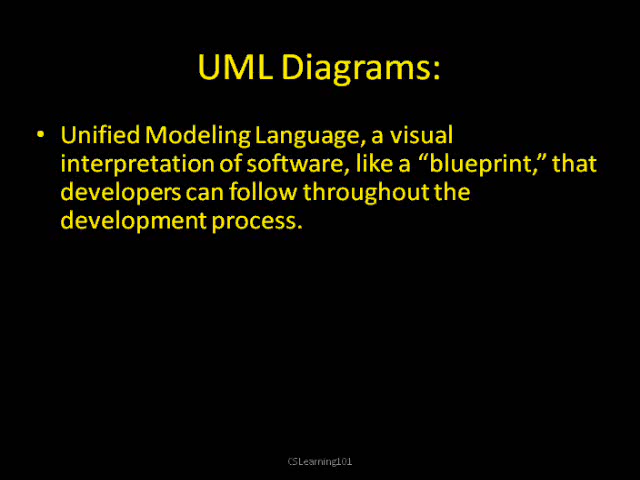 UML Diagrams:
• Unified Modeling Language, a visual
interpretation of software, like a “blueprint,” that
developers can follow throughout the
development process.
CSLearning101